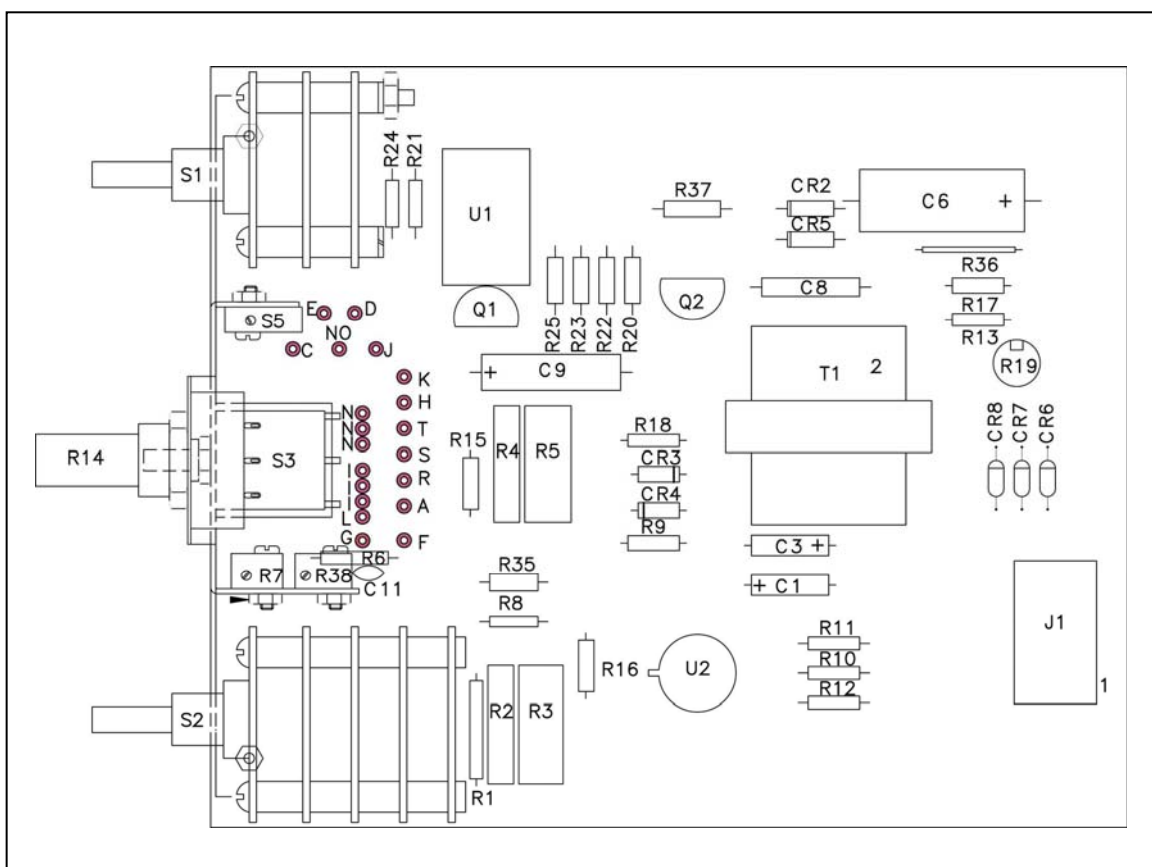 R24
R21
S1
U1
R37
CR2
CR5
C6
+
R36
R17
R13
C8
Q2
Q1
E
D
S5
NO
C
J
R25
R23
R22
R20
+
C9
T1
2
R19
K
H
T
S
R
A
F
N
N
N
I
I
I
L
G
R14
S3
R15
R4
R5
R18
CR3
CR4
R9
CR8
CR7
CR6
R6
R7
R38
C11
R35
R8
C3
+
+
C1
J1
1
R11
R10
R12
R16
U2
S2
R2
R3
R1